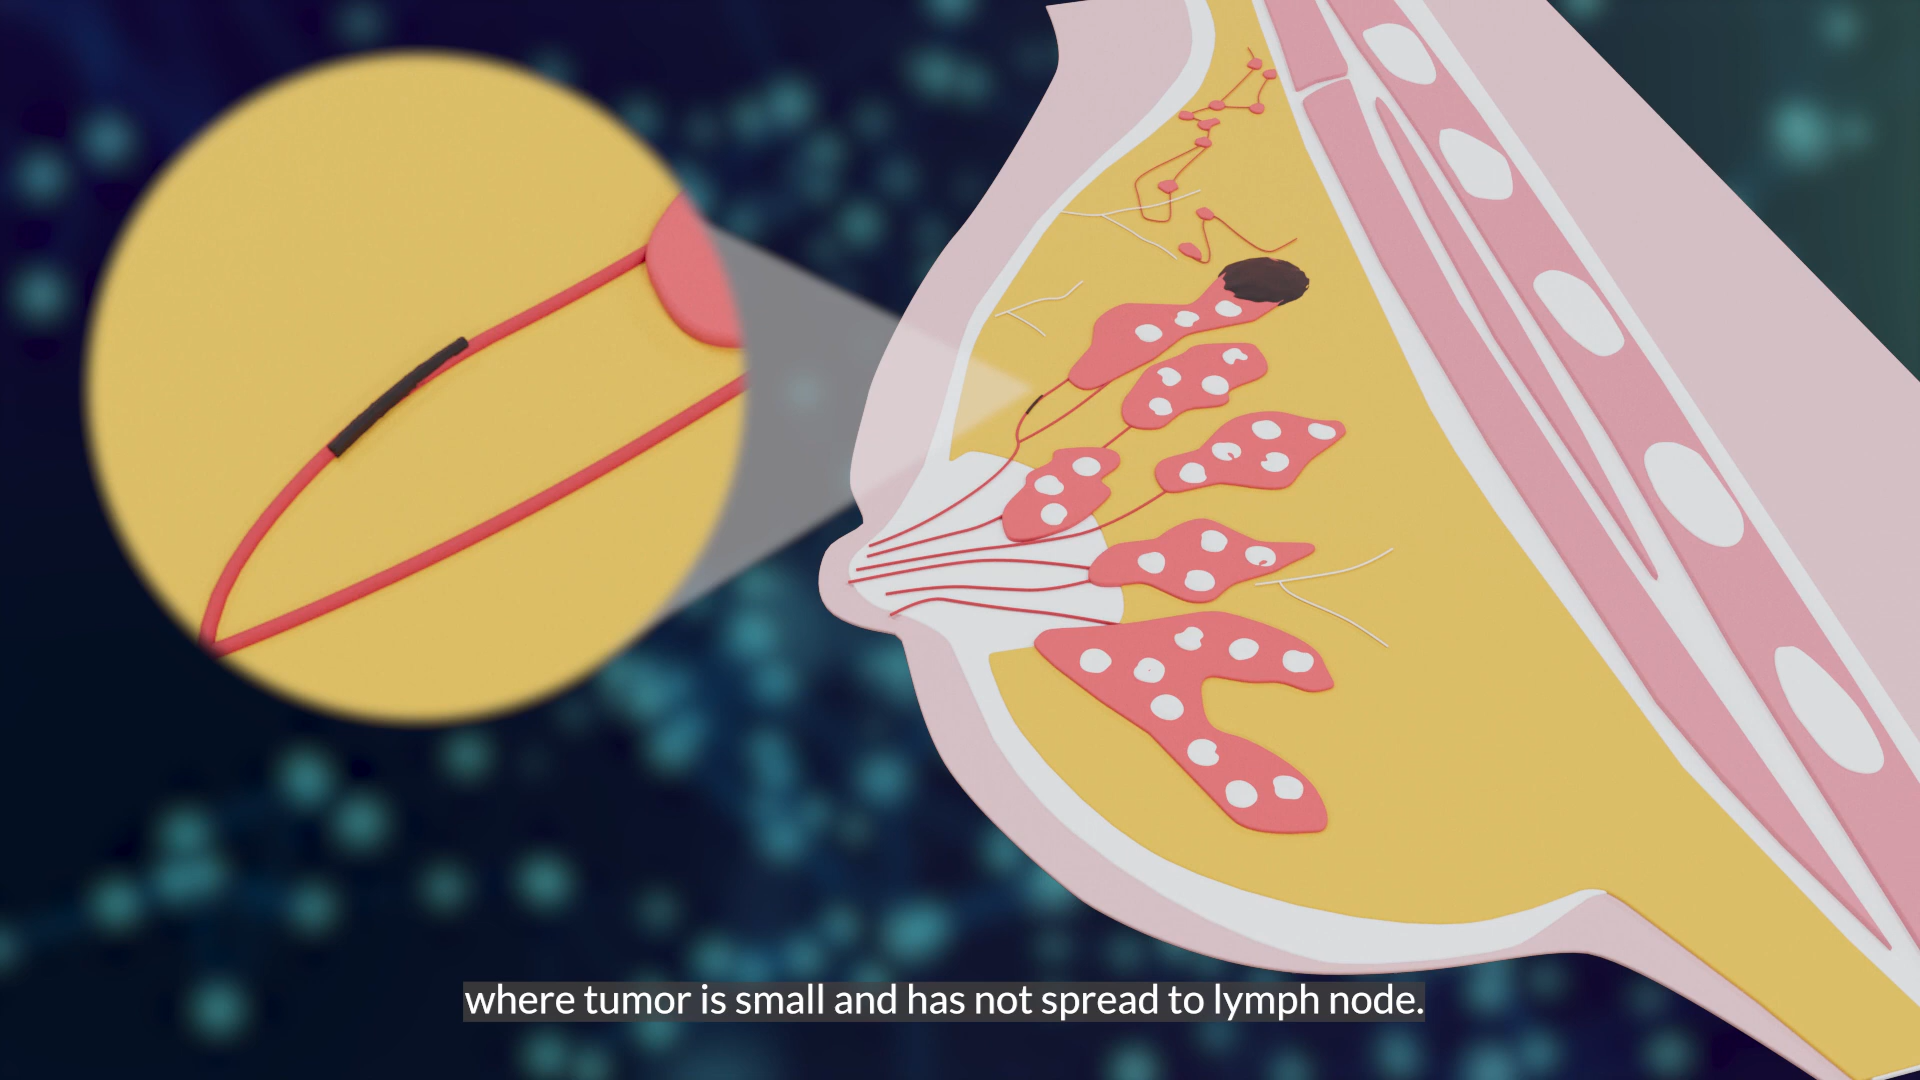 where tumor is small and has not spread to lymph node.